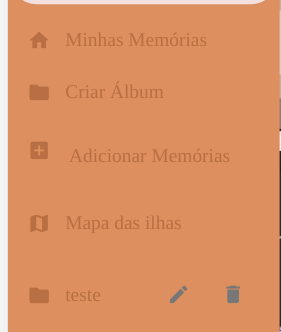 Minhas Memórias
Criar Álbum
Adicionar Memórias
Mapa das ilhas
teste